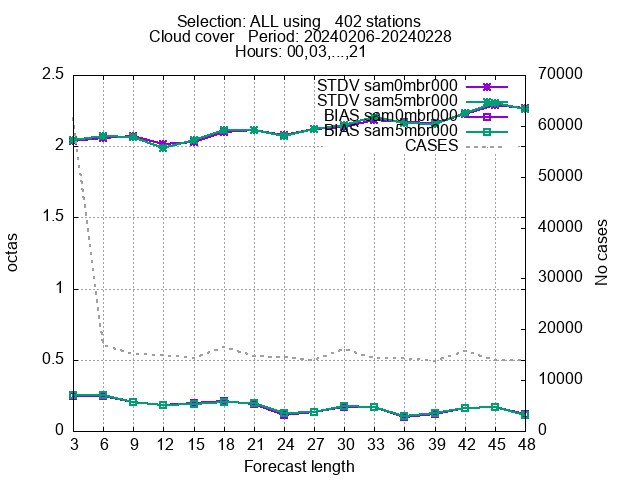 Selection: ALL using   402 stations
Cloud cover   Period: 20240206-20240228
Hours: 00,03,...,21
2.5
2
1.5
1
0.5
0
octas
70000
60000
50000
40000
30000
20000
10000
0
No cases
STDV sam0mbr000
STDV sam5mbr000
BIAS sam0mbr000
BIAS sam5mbr000
CASES
3 6 9 12 15 18 21 24 27 30 33 36 39 42 45 48
Forecast length